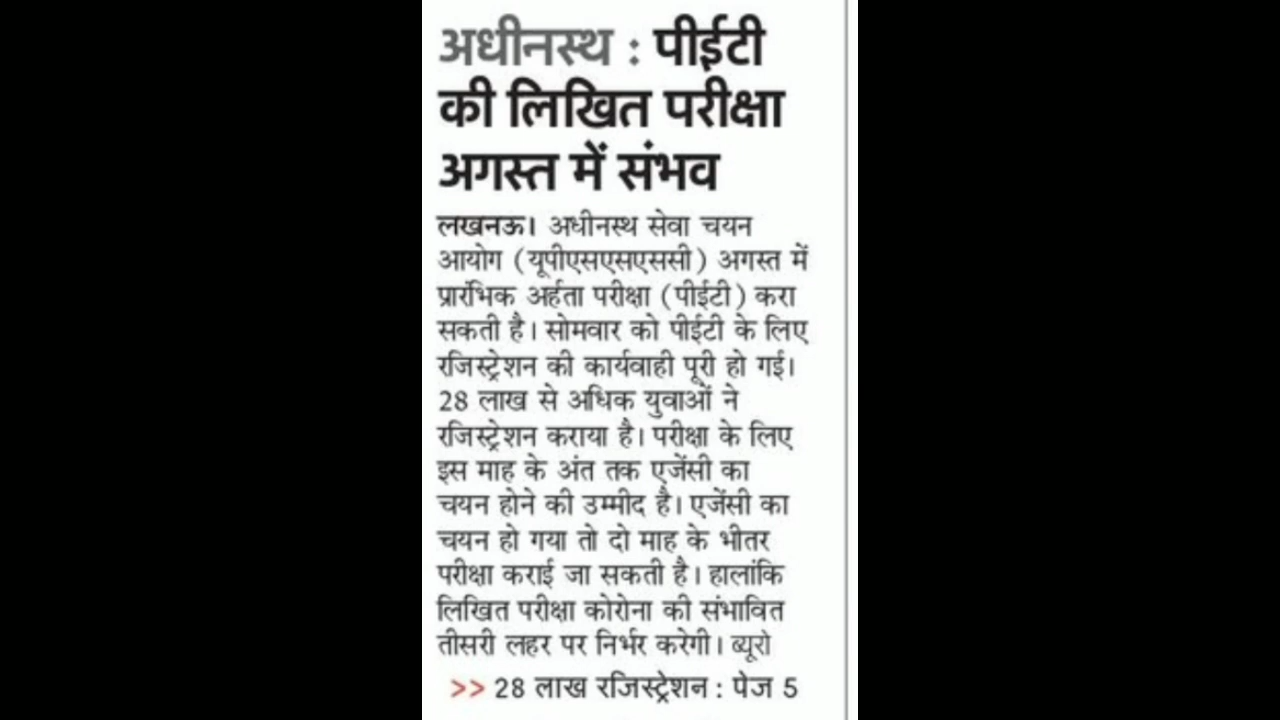 अधीनस्थ : पीईटी
की लिखित परीक्षा
अगस्त में संभव
लखनऊ। अधीनस्थ सेवा चयन
आयोग (यूपीएसएसएससी) अगस्त में
प्रारंभिक अर्हता परीक्षा (पीईटी) करा
सकती है। सोमवार को पीईटी के लिए
रजिस्ट्रेशन की कार्यवाही पूरी हो गई।
28 लाख से अधिक युवाओं ने
रजिस्ट्रेशन कराया है। परीक्षा के लिए
इस माह के अंत तक एजेंसी का
चयन होने की उम्मीद है। एजेंसी का
चयन हो गया तो दो माह के भीतर
परीक्षा कराई जा सकती है। हालांकि
लिखित परीक्षा कोरोना की संभावित
तीसरी लहर पर निर्भर करेगी। ब्यूरो
>> 28 लाख रजिस्ट्रेशन : पेज 5